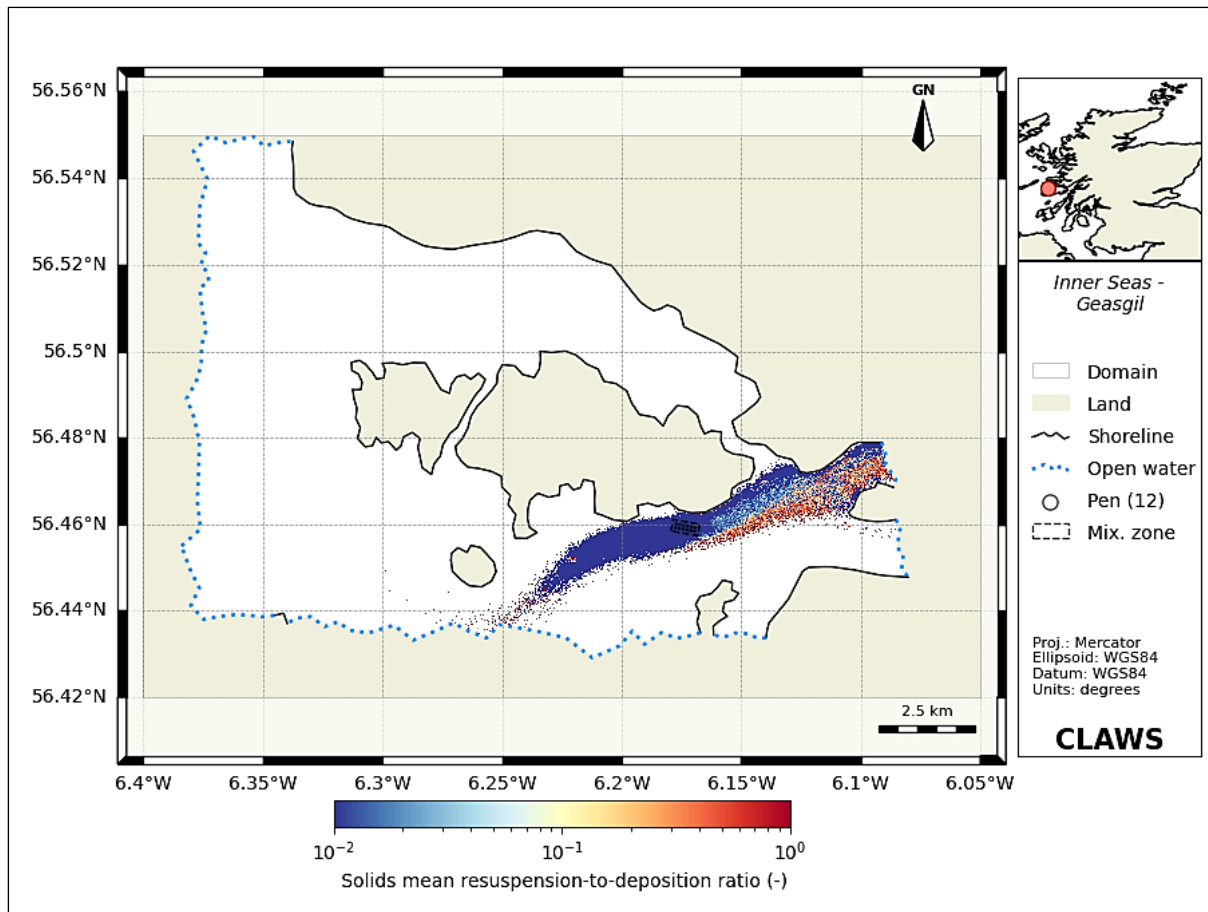 56.56°N
56.54°N
56.52°N
56.5°N
56.48°N
56.46°N
56.44°N
56.42°N
6.4°W
6.35°W
6.3°W
6.25°W
6.2°W
6.15°W
6.1°W
6.05°W
GN
2.5 km
Inner Seas -
Geasgil
Domain
Land
Shoreline
Open water
Pen (12)
Mix. zone
Proj.: Mercator
Ellipsoid: WGS84
Datum: WGS84
Units: degrees
CLAWS
10⁻²
10⁻¹
10⁰
Solids mean resuspension-to-deposition ratio (-)